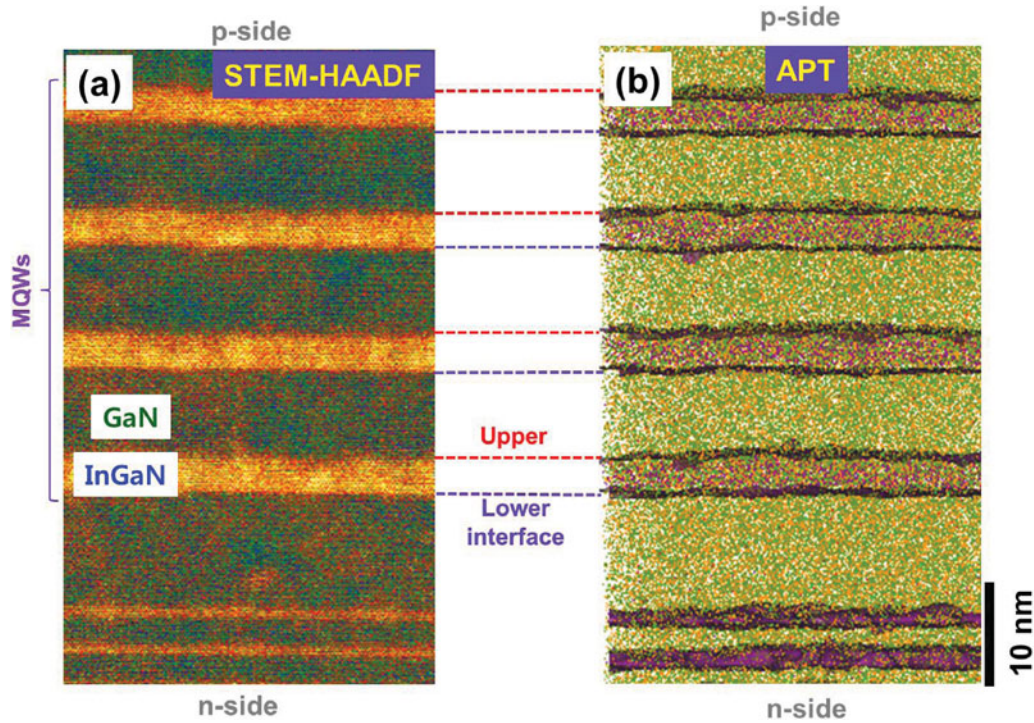 p-side
(a)
STEM-HAADF
MQWs
GaN
InGaN
n-side
Upper
Lower
interface
p-side
(b)
APT
10 nm
n-side